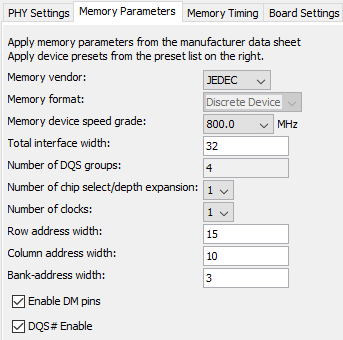 PHY Settings Memory Parameters Memory Timing Board Settings
Apply memory parameters from the manufacturer data sheet
Apply device presets from the preset list on the right.
Memory vendor: JEDEC
Memory format: Discrete Device
Memory device speed grade: 800.0 MHz
Total interface width: 32
Number of DQS groups: 4
Number of chip select/depth expansion: 1
Number of clocks: 1
Row address width: 15
Column address width: 10
Bank-address width: 3
Enable DM pins
DQS# Enable